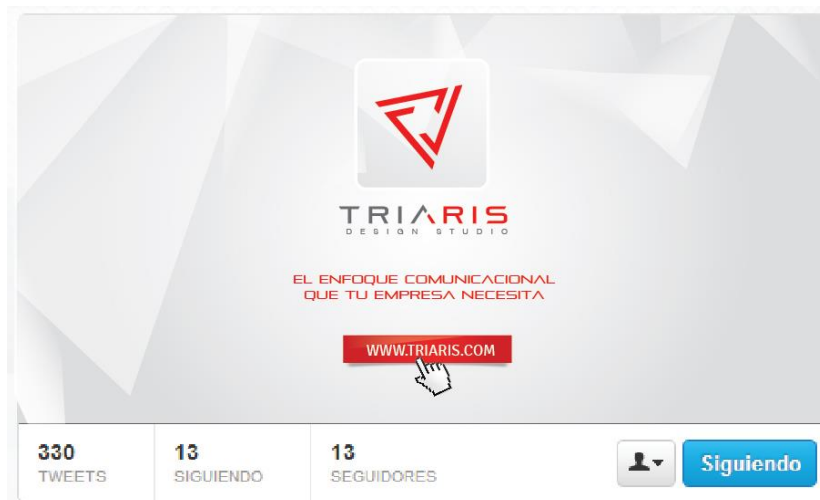 TRIARIS
DESIGN STUDIO
EL ENFOQUE COMUNICACIONAL
QUE TU EMPRESA NECESITA
WWW.TRIARIS.COM
330
TWEETS
13
SIGUIENDO
13
SEGUIDORES
Siguiendo